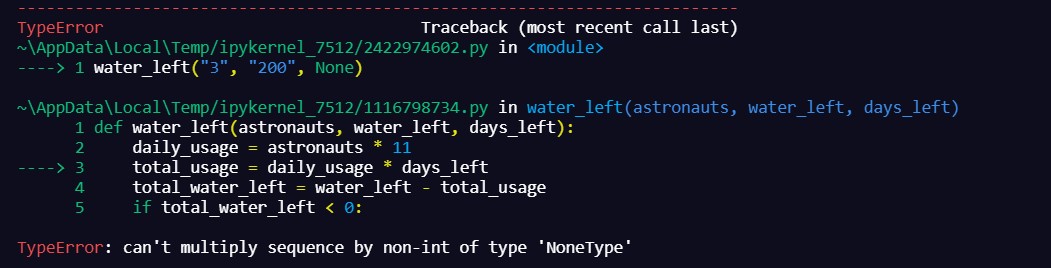 ---------------------------------------------------------------------------
TypeError                                 Traceback (most recent call last)
~\AppData\Local\Temp/ipykernel_7512/2422974602.py in <module>
----> 1 water_left("3", "200", None)

~\AppData\Local\Temp/ipykernel_7512/1116798734.py in water_left(astronauts, water_left, days_left)
      1 def water_left(astronauts, water_left, days_left):
      2     daily_usage = astronauts * 11
----> 3     total_usage = daily_usage * days_left
      4     total_water_left = water_left - total_usage
      5     if total_water_left < 0:

TypeError: can't multiply sequence by non-int of type 'NoneType'